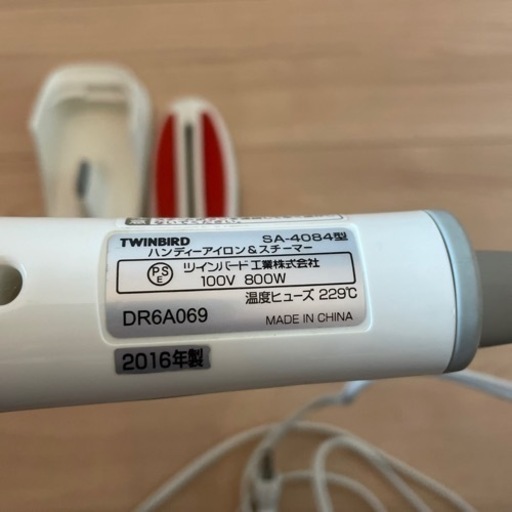 TWINBIRD SA-4084型
ハンディーアイロン&スチーマー
PSE ツインバード工業株式会社
100V 800W
温度ヒューズ 229℃
DR6A069 MADE IN CHINA
2016年製